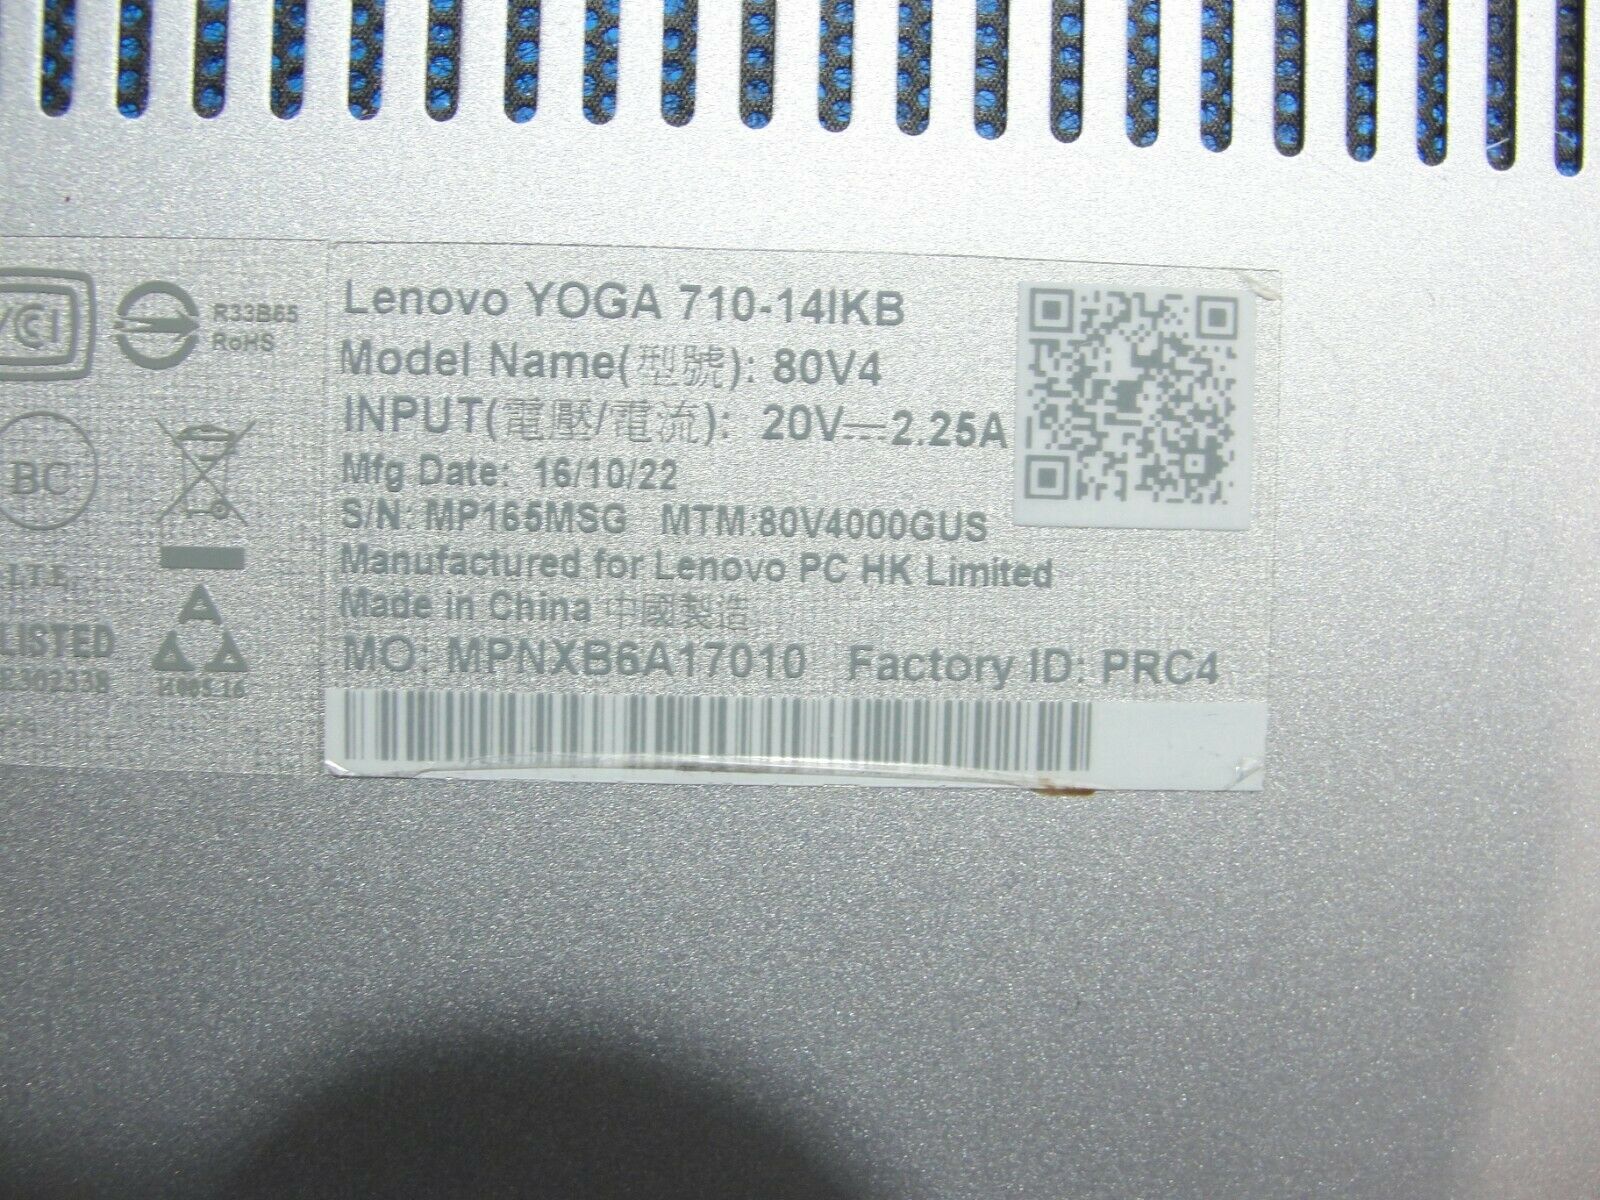 Lenovo YOGA 710-14IKB
Model Name(型號): 80V4
INPUT(電壓/電流): 20V⎓2.25A
Mfg Date: 16/10/22
S/N: MP165MSG MTM:80V4000GUS
Manufactured for Lenovo PC HK Limited
Made in China 中國製造
MO: MPNXB6A17010 Factory ID: PRC4
R33B65
RoHS
BC
LISTED